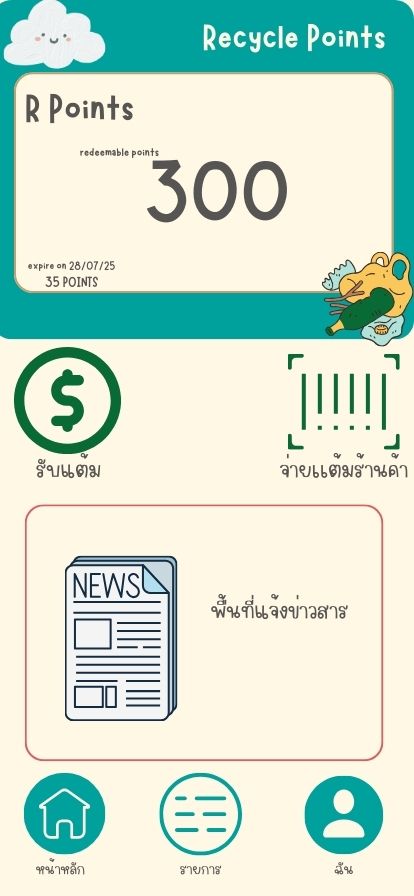 Recycle Points
R Points
redeemable points
300
expire on 28/07/25
35 POINTS
รับแต้ม
จ่ายแต้มร้านค้า
NEWS
พื้นที่แจ้งข่าวสาร
หน้าหลัก
รายการ
ฉัน